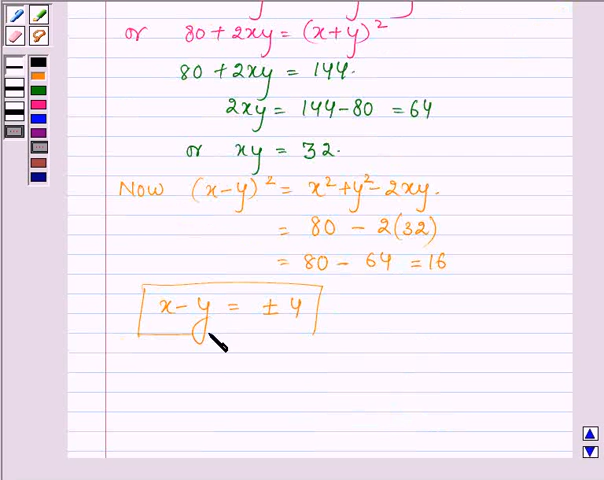 or 80 + 2xy = (x+y)²
80 + 2xy = 144.
2xy = 144 - 80 = 64
or xy = 32.
Now (x-y)² = x² + y² - 2xy.
= 80 - 2(32)
= 80 - 64 = 16
x - y = ± 4